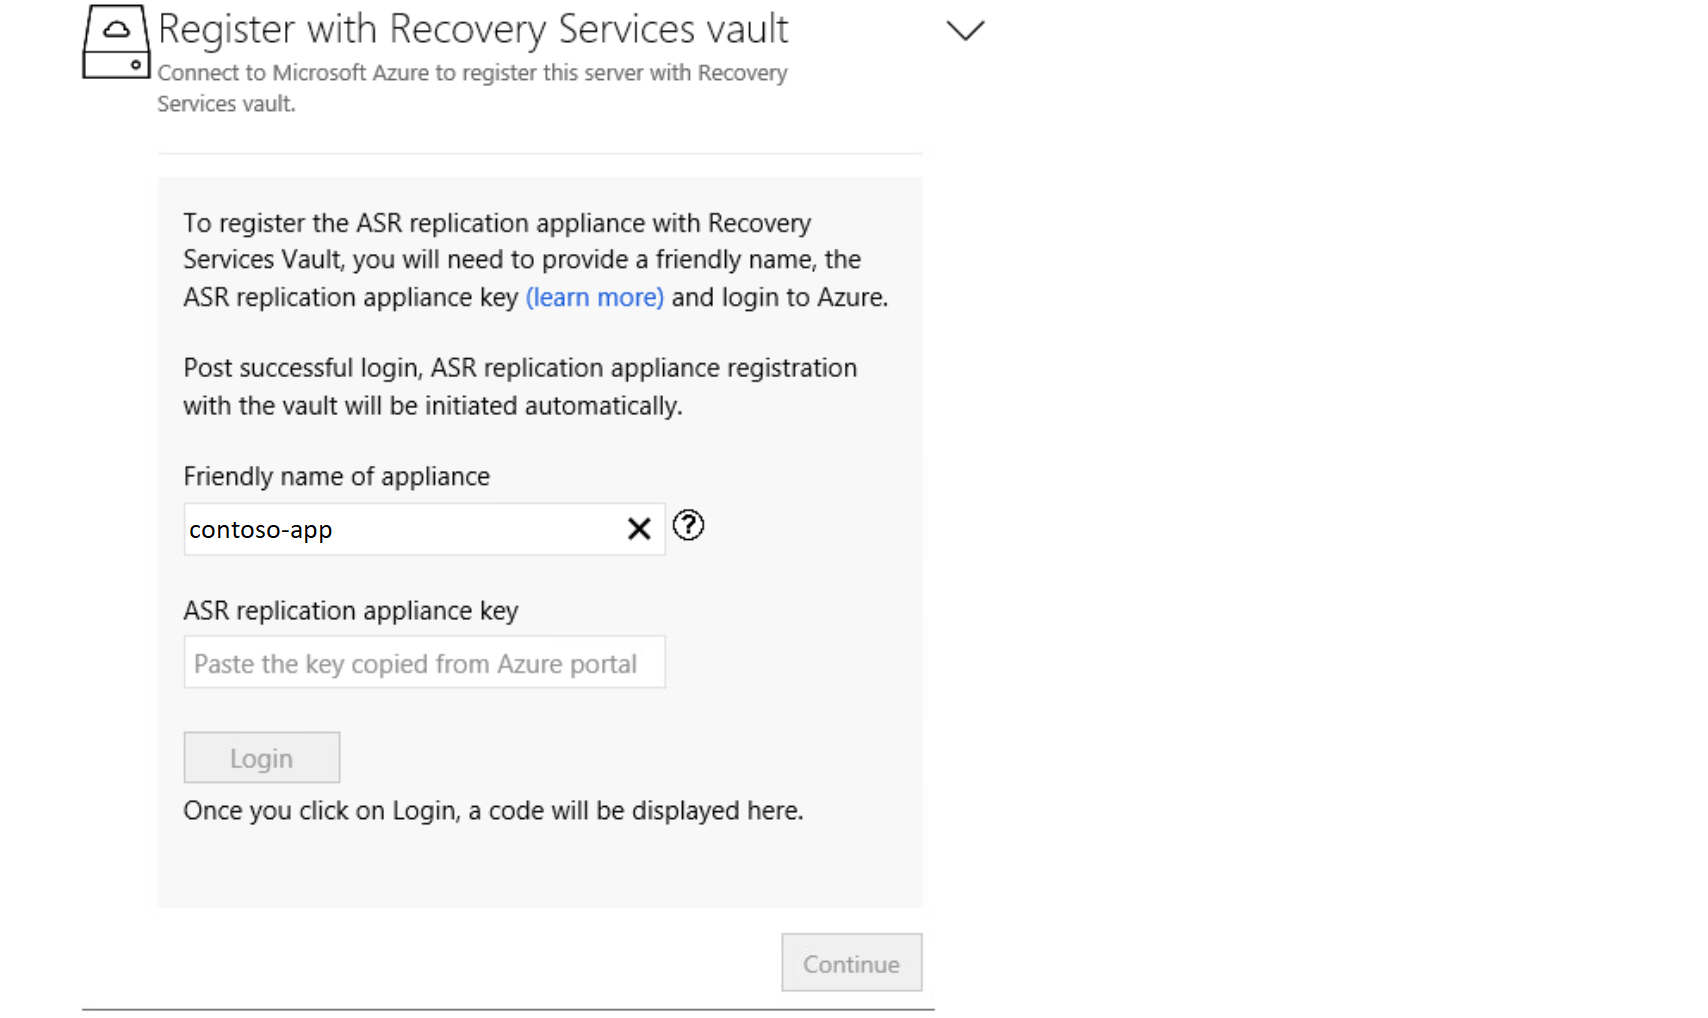 Register with Recovery Services vault
Connect to Microsoft Azure to register this server with Recovery
Services vault.
To register the ASR replication appliance with Recovery
Services Vault, you will need to provide a friendly name, the
ASR replication appliance key (learn more) and login to Azure.
Post successful login, ASR replication appliance registration
with the vault will be initiated automatically.
Friendly name of appliance
contoso-app
ASR replication appliance key
Paste the key copied from Azure portal
Login
Once you click on Login, a code will be displayed here.
Continue